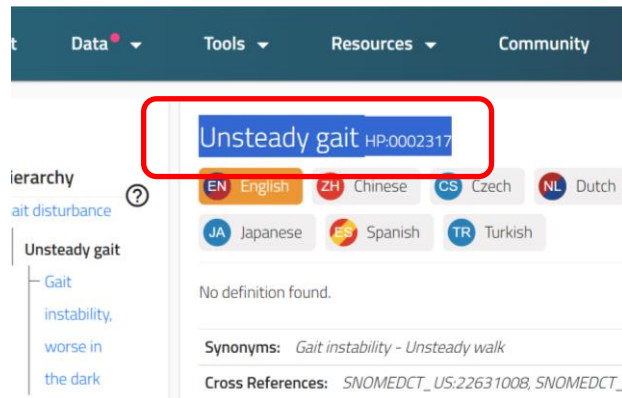 t Data Tools Resources Community
Unsteady gait HP:0002317
ierarchy
ait disturbance
Unsteady gait
Gait
instability,
worse in
the dark
EN English ZH Chinese CS Czech NL Dutch
JA Japanese ES Spanish TR Turkish
No definition found.
Synonyms: Gait instability - Unsteady walk
Cross References: SNOMEDCT_US:22631008, SNOMEDCT_